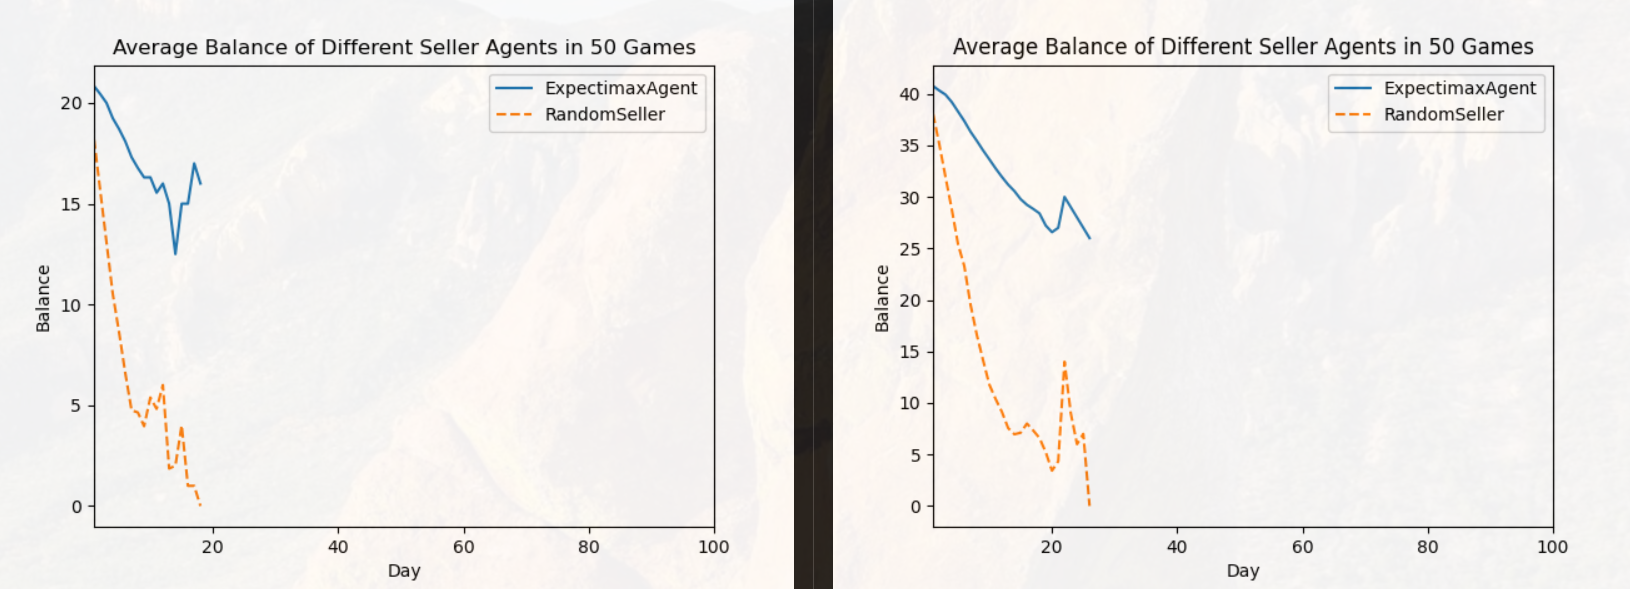 Average Balance of Different Seller Agents in 50 Games
ExpectimaxAgent
RandomSeller
20
15
10
5
0
Balance
20 40 60 80 100
Day
Average Balance of Different Seller Agents in 50 Games
ExpectimaxAgent
RandomSeller
40
35
30
25
20
15
10
5
0
Balance
20 40 60 80 100
Day